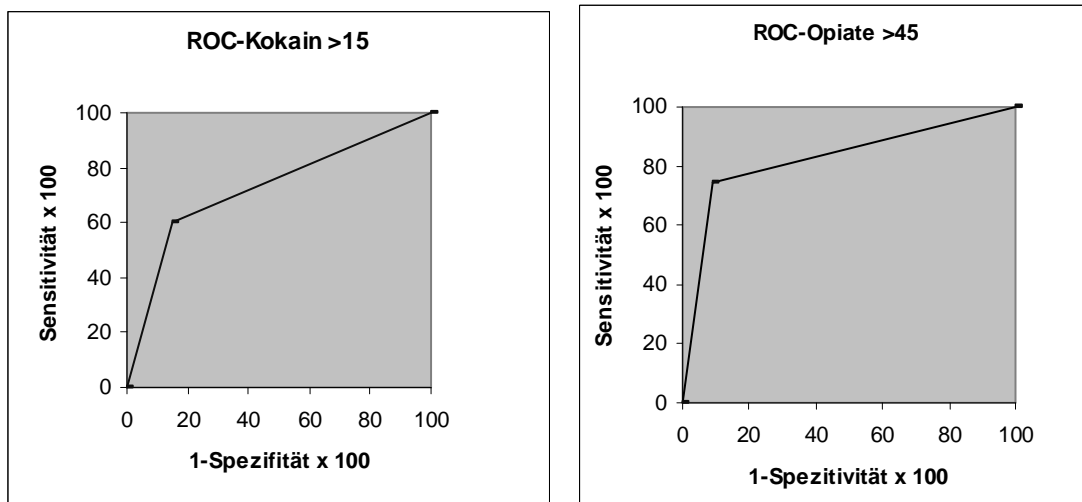 ROC-Kokain >15
100
80
60
40
20
0
Sensitivität x 100
0 20 40 60 80 100
1-Spezifität x 100
ROC-Opiate >45
100
80
60
40
20
0
Sensitivität x 100
0 20 40 60 80 100
1-Spezitivität x 100